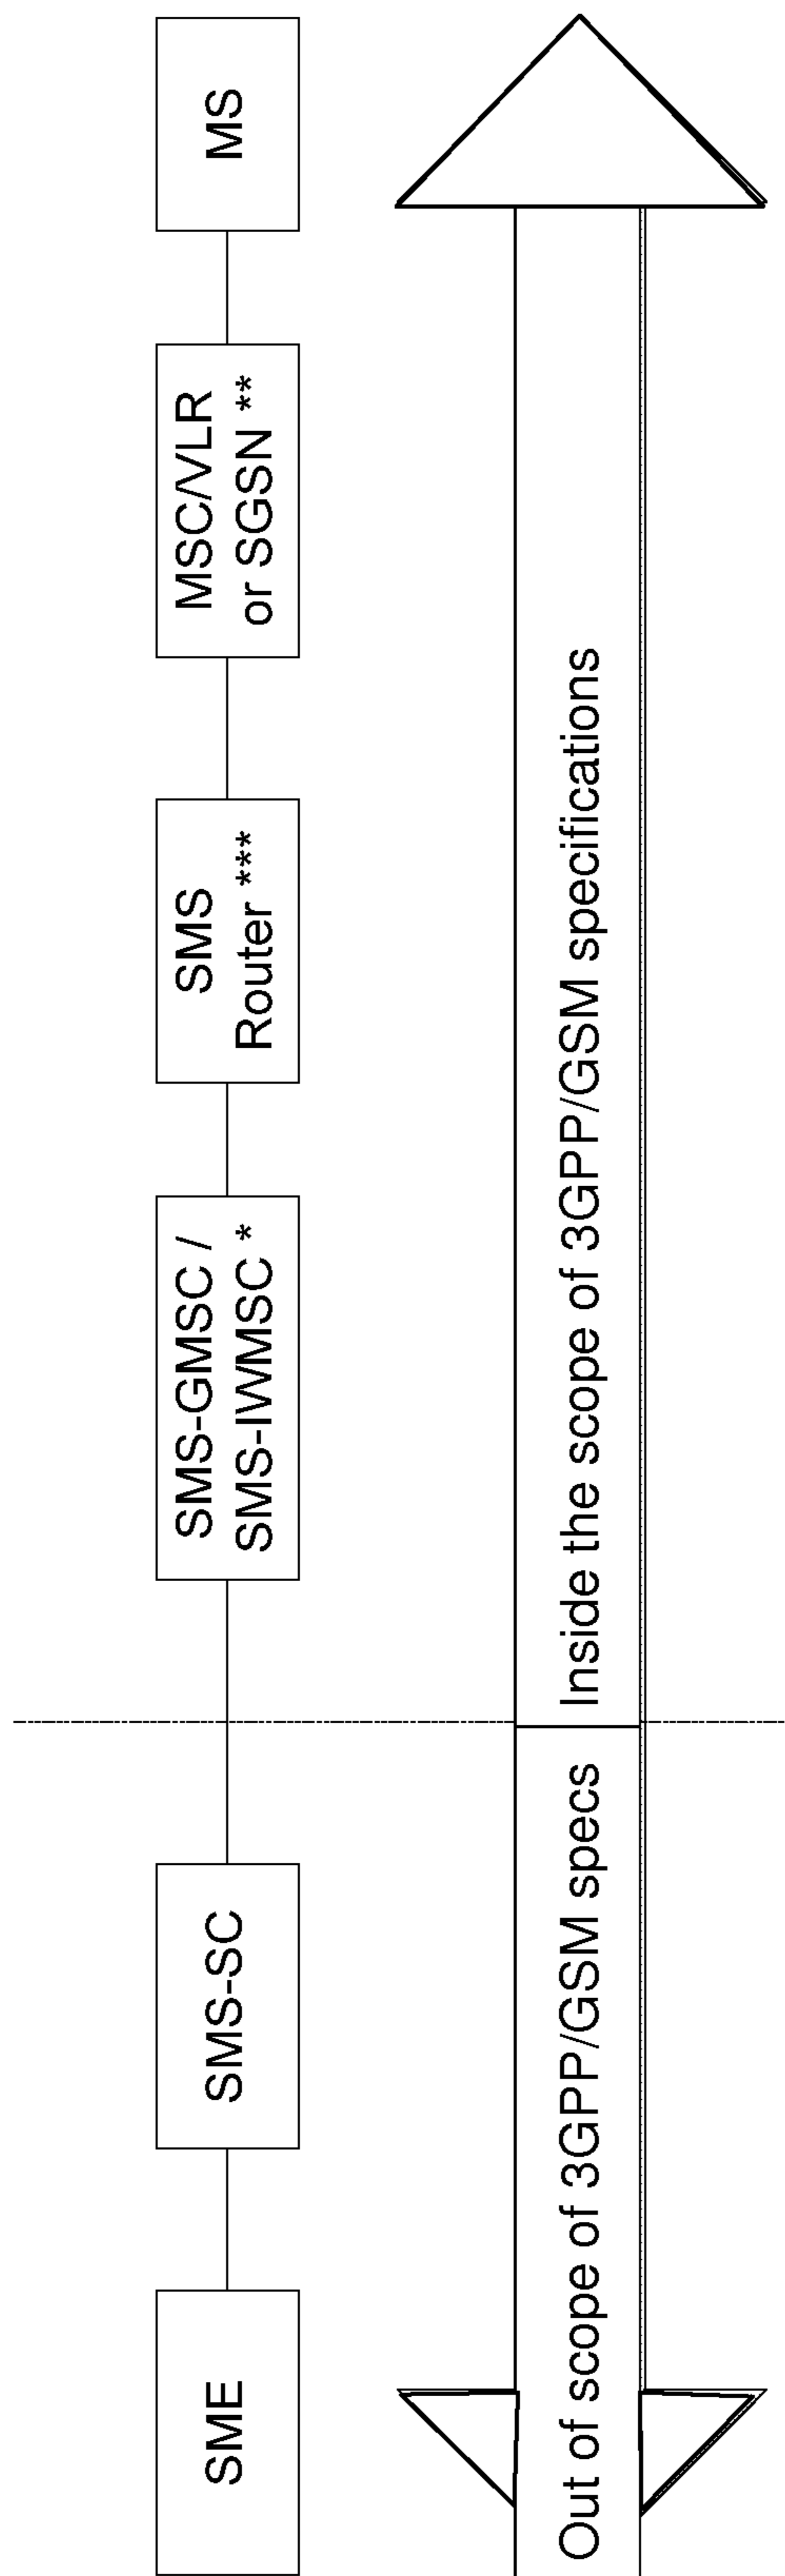 SME
SMS-SC
SMS-GMSC /
SMS-IWMSC *
SMS
Router ***
MSC/VLR
or SGSN **
MS
Out of scope of 3GPP/GSM specs
Inside the scope of 3GPP/GSM specifications